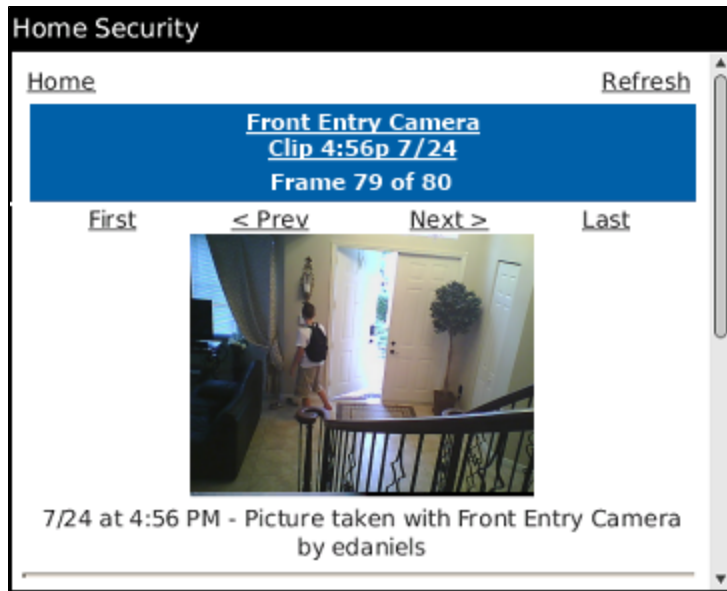 Home Security
Home Refresh
Front Entry Camera
Clip 4:56p 7/24
Frame 79 of 80
First < Prev Next > Last
7/24 at 4:56 PM - Picture taken with Front Entry Camera
by edaniels